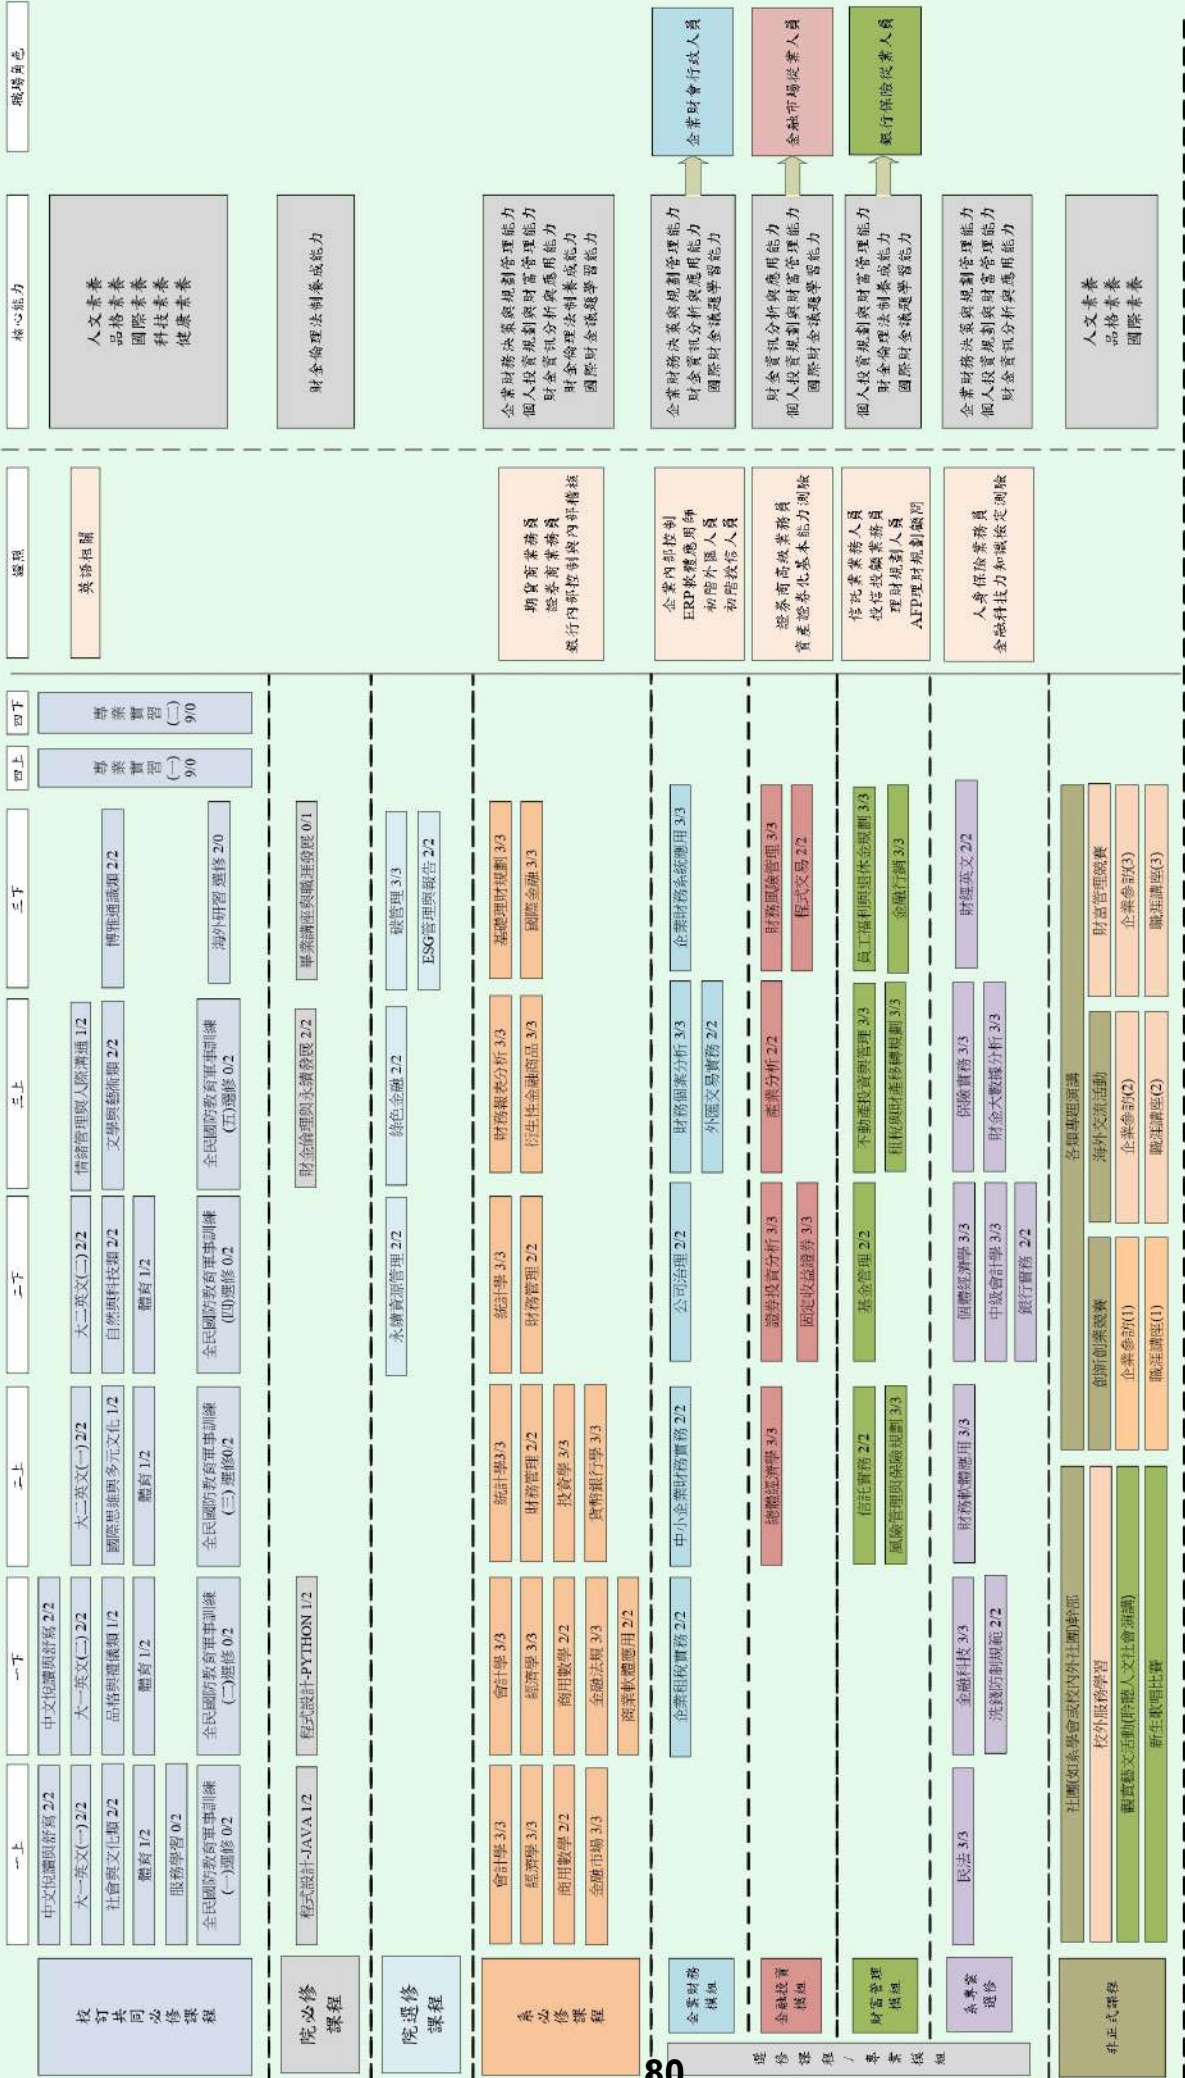 一上
一下
二上
二下
三上
三下
四上
四下
證照
核心能力
職場角色
校訂共同必修課程
中文悅讀與舒寫 2/2
大一英文(一) 2/2
社會與文化類 2/2
體育 1/2
服務學習 0/2
全民國防教育軍事訓練
(一)選修 0/2
中文悅讀與舒寫 2/2
大一英文(二) 2/2
品格與禮儀類 1/2
體育 1/2
全民國防教育軍事訓練
(二)選修 0/2
大二英文(一) 2/2
國際思維與多元文化 1/2
體育 1/2
全民國防教育軍事訓練
(三) 選修0/2
大二英文(二) 2/2
自然與科技類 2/2
體育 1/2
全民國防教育軍事訓練
(四)選修 0/2
情緒管理與人際溝通 1/2
文學與藝術類 2/2
全民國防教育軍事訓練
(五)選修 0/2
博雅通識類 2/2
海外研習 選修 2/0
專業實習(一) 9/0
專業實習(二) 9/0
英語相關
人文素養
品格素養
國際素養
科技素養
健康素養
院必修
課程
程式設計-JAVA 1/2
程式設計-PYTHON 1/2
財金倫理與永續發展 2/2
畢業講座與職涯發展 0/1
財金倫理法制養成能力
院選修
課程
永續資源管理 2/2
綠色金融 2/2
碳管理 3/3
ESG管理與報告 2/2
系必修課程
會計學 3/3
經濟學 3/3
商用數學 2/2
金融市場 3/3
會計學 3/3
經濟學 3/3
商用數學 2/2
金融法規 3/3
商業軟體應用 2/2
統計學3/3
財務管理 2/2
投資學 3/3
貨幣銀行學 3/3
統計學 3/3
財務管理 2/2
財務報表分析 3/3
衍生性金融商品 3/3
基礎理財規劃 3/3
國際金融 3/3
期貨商業務員
證券商業務員
銀行內部控制與內部稽核
企業財務決策與規劃管理能力
個人投資規劃與財富管理能力
財金資訊分析與應用能力
財金倫理法制養成能力
國際財金議題學習能力
選修課程/專業模組
企業財務
模組
企業租稅實務 2/2
中小企業財務實務 2/2
公司治理 2/2
財務個案分析 3/3
外匯交易實務 2/2
企業財務系統應用 3/3
企業內部控制
ERP軟體應用師
初階外匯人員
初階授信人員
企業財務決策與規劃管理能力
財金資訊分析與應用能力
國際財金議題學習能力
企業財會行政人員
金融投資
模組
總體經濟學 3/3
證券投資分析 3/3
固定收益證券 3/3
產業分析 2/2
財務風險管理 3/3
程式交易 2/2
證券商高級業務員
資產證券化基本能力測驗
財金資訊分析與應用能力
個人投資規劃與財富管理能力
國際財金議題學習能力
金融市場從業人員
財富管理
模組
信託實務 2/2
風險管理與保險規劃 3/3
基金管理 2/2
不動產投資與管理 3/3
租稅與財產移轉規劃 3/3
員工福利與退休金規劃 3/3
金融行銷 3/3
信託業業務人員
投信投顧業務員
理財規劃人員
AFP理財規劃顧問
個人投資規劃與財富管理能力
財金倫理法制養成能力
國際財金議題學習能力
銀行保險從業人員
系專業
選修
民法 3/3
金融科技 3/3
洗錢防制規範 2/2
財務軟體應用 3/3
個體經濟學 3/3
中級會計學 3/3
銀行實務 2/2
保險實務 3/3
財金大數據分析 3/3
財經英文 2/2
人身保險業務員
金融科技力知識檢定測驗
企業財務決策與規劃管理能力
個人投資規劃與財富管理能力
財金資訊分析與應用能力
非正式課程
社團(如系學會或校內外社團)幹部
校外服務學習
觀賞藝文活動(聆聽人文社會演講)
新生歌唱比賽
各類專題演講
創新創業競賽
企業參訪(1)
職涯講座(1)
海外交流活動
企業參訪(2)
職涯講座(2)
財富管理競賽
企業參訪(3)
職涯講座(3)
人文素養
品格素養
國際素養
80